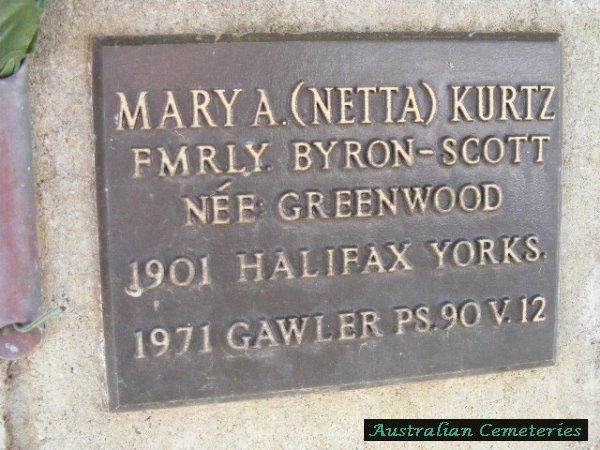 MARY A. (NETTA) KURTZ
FMRLY. BYRON-SCOTT
NÉE GREENWOOD
1901 HALIFAX YORKS.
1971 GAWLER PS. 90 V. 12
Australian Cemeteries